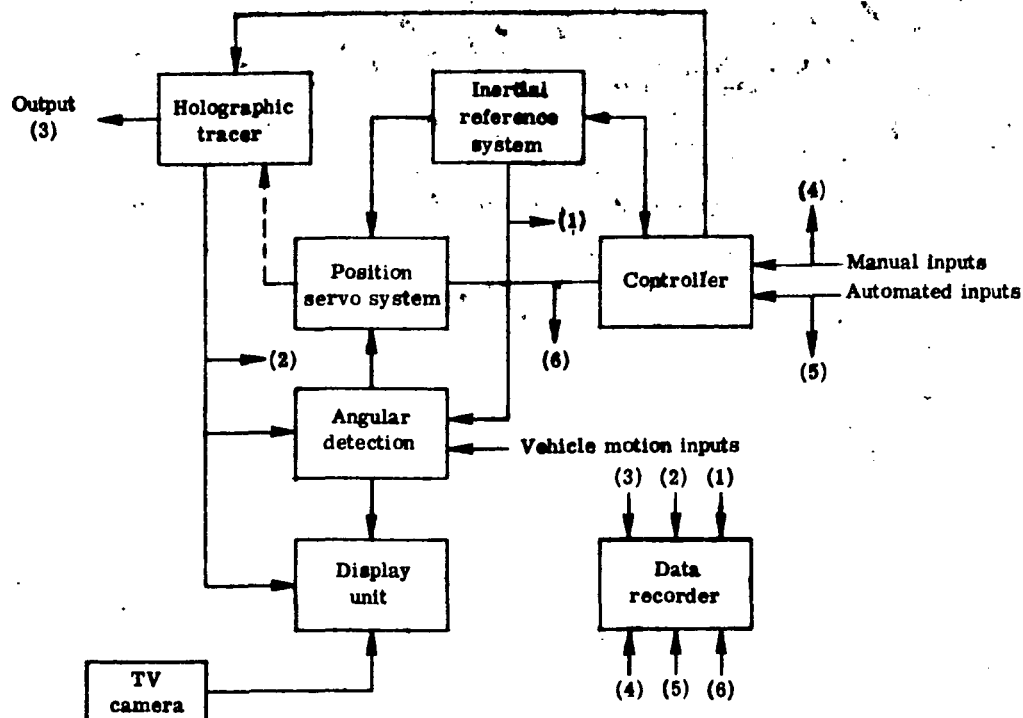 Output
(3)
Holographic
tracer
Inertial
reference
system
(1)
(4)
Manual inputs
Automated inputs
(5)
Controller
Position
servo system
(6)
(2)
Angular
detection
Vehicle motion inputs
(3) (2) (1)
Display
unit
Data
recorder
(4) (5) (6)
TV
camera